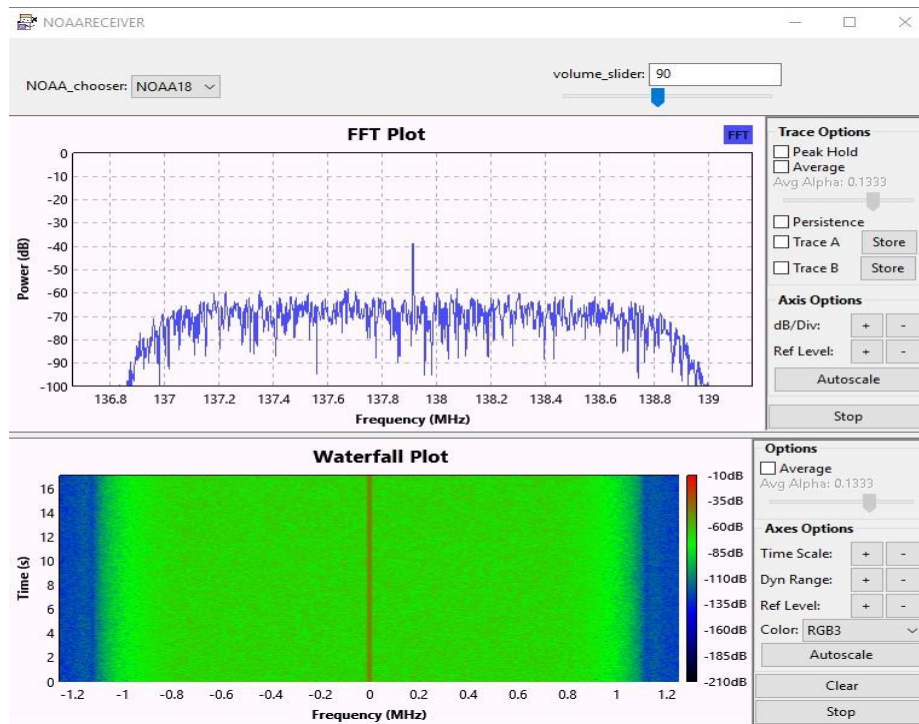 NOAARECEIVER
NOAA_chooser: NOAA18
volume_slider: 90
FFT Plot
FFT
0
-10
-20
-30
-40
-50
-60
-70
-80
-90
-100
Power (dB)
136.8 137 137.2 137.4 137.6 137.8 138 138.2 138.4 138.6 138.8 139
Frequency (MHz)
Trace Options
Peak Hold
Average
Avg Alpha: 0.1333
Persistence
Trace A Store
Trace B Store
Axis Options
dB/Div: + -
Ref Level: + -
Autoscale
Stop
Waterfall Plot
16
14
12
10
8
6
4
2
0
Time (s)
-1.2 -1 -0.8 -0.6 -0.4 -0.2 0 0.2 0.4 0.6 0.8 1 1.2
Frequency (MHz)
-10dB
-35dB
-60dB
-85dB
-110dB
-135dB
-160dB
-185dB
-210dB
Options
Average
Avg Alpha: 0.1333
Axes Options
Time Scale: + -
Dyn Range: + -
Ref Level: + -
Color: RGB3
Autoscale
Clear
Stop